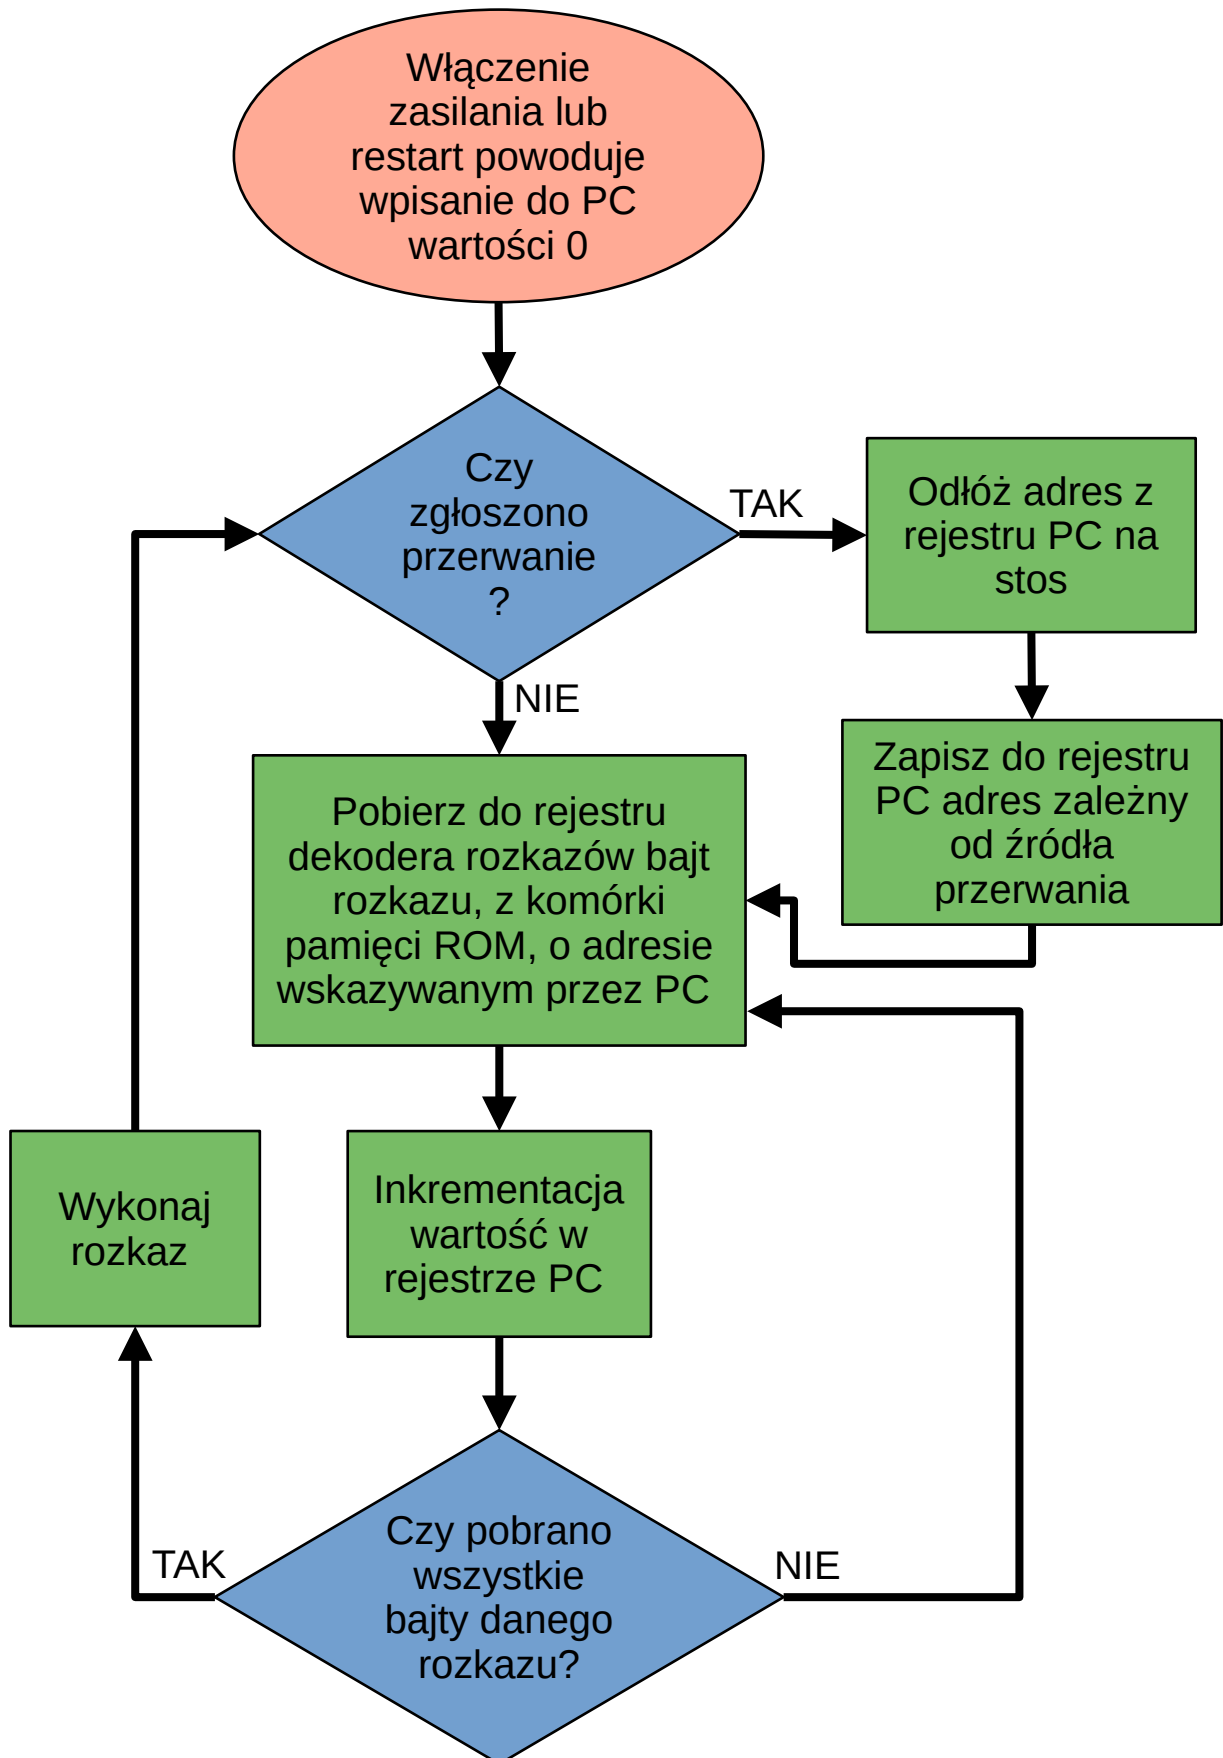 Włączenie
zasilania lub
restart powoduje
wpisanie do PC
wartości 0
Czy
zgłoszono
przerwanie
?
TAK
Odłóż adres z
rejestru PC na
stos
NIE
Zapisz do rejestru
PC adres zależny
od źródła
przerwania
Pobierz do rejestru
dekodera rozkazów bajt
rozkazu, z komórki
pamięci ROM, o adresie
wskazywanym przez PC
Wykonaj
rozkaz
Inkrementacja
wartość w
rejestrze PC
Czy pobrano
wszystkie
bajty danego
rozkazu?
TAK
NIE